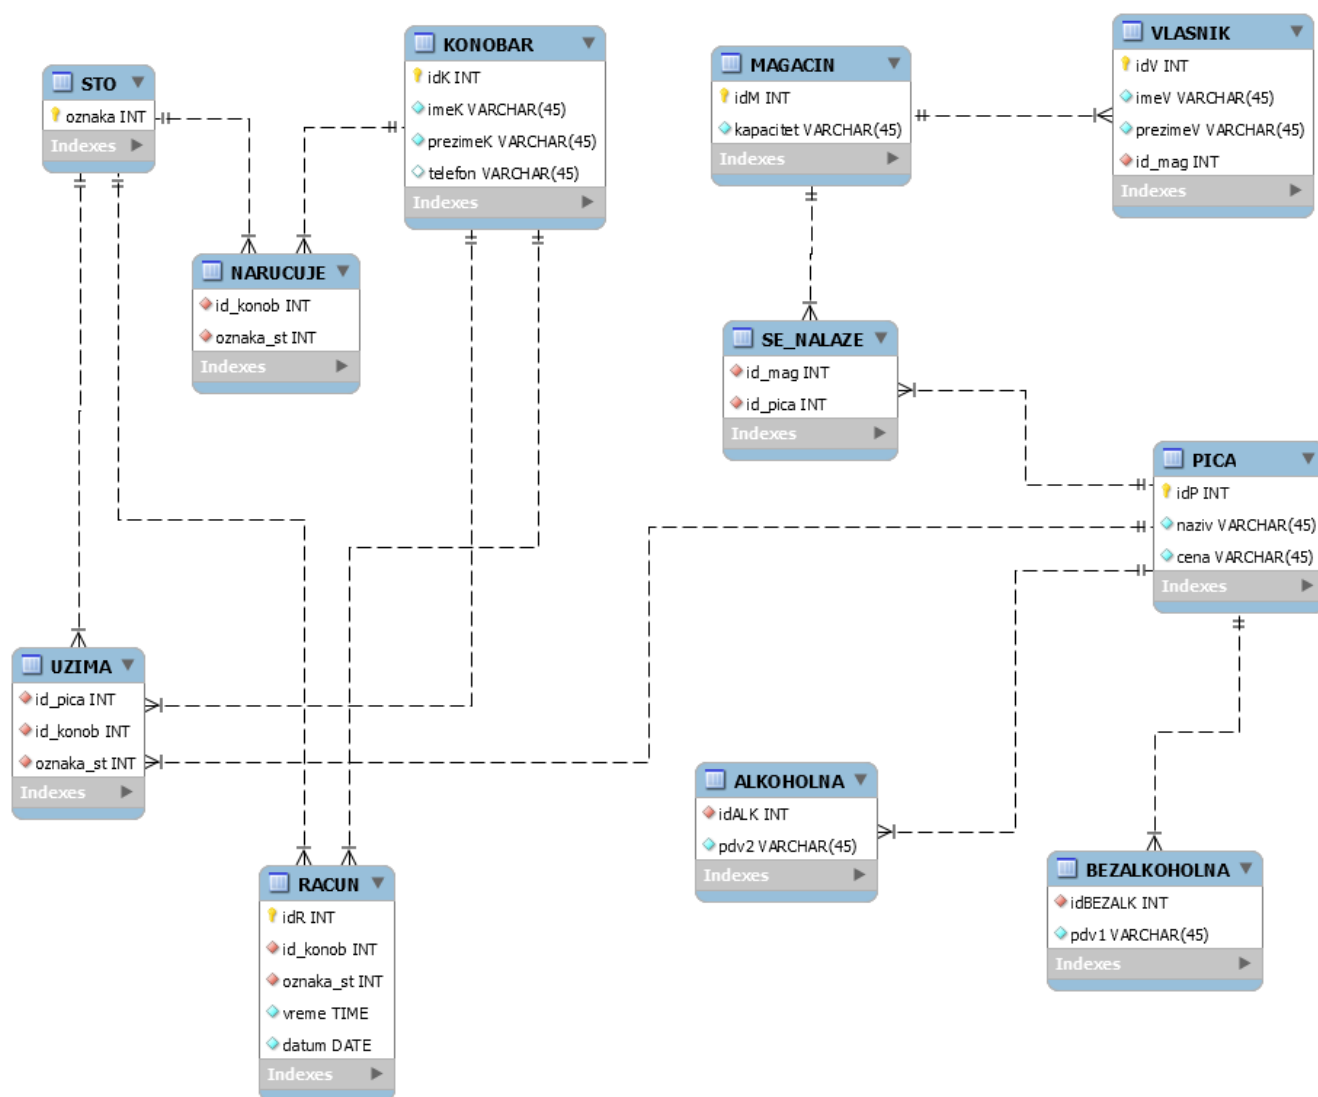 STO
oznaka INT
Indexes
KONOBAR
idK INT
imeK VARCHAR(45)
prezimeK VARCHAR(45)
telefon VARCHAR(45)
Indexes
NARUCUJE
id_konob INT
oznaka_st INT
Indexes
MAGACIN
idM INT
kapacitet VARCHAR(45)
Indexes
VLASNIK
idV INT
imeV VARCHAR(45)
prezimeV VARCHAR(45)
id_mag INT
Indexes
SE_NALAZE
id_mag INT
id_pica INT
Indexes
PICA
idP INT
naziv VARCHAR(45)
cena VARCHAR(45)
Indexes
UZIMA
id_pica INT
id_konob INT
oznaka_st INT
Indexes
RACUN
idR INT
id_konob INT
oznaka_st INT
vreme TIME
datum DATE
Indexes
ALKOHOLNA
idALK INT
pdv2 VARCHAR(45)
Indexes
BEZALKOHOLNA
idBEZALK INT
pdv1 VARCHAR(45)
Indexes